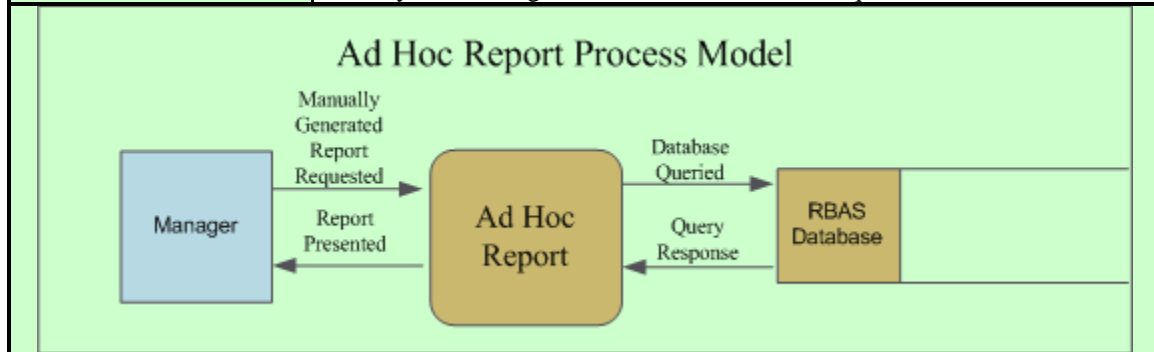 Ad Hoc Report Process Model
Manually
Generated
Report
Requested
Database
Queried
Manager
Ad Hoc
Report
RBAS
Database
Report
Presented
Query
Response